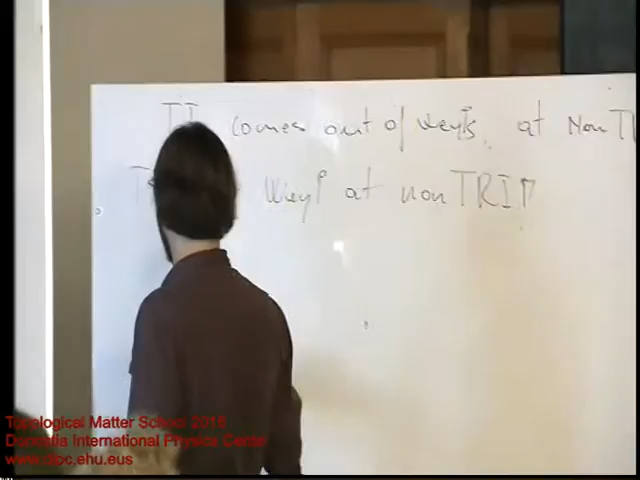 TI comes out of weyls, at Non T
Weyl at non TRIM
Topological Matter School 2015
Donostia International Physics Center
www.dipc.ehu.eus